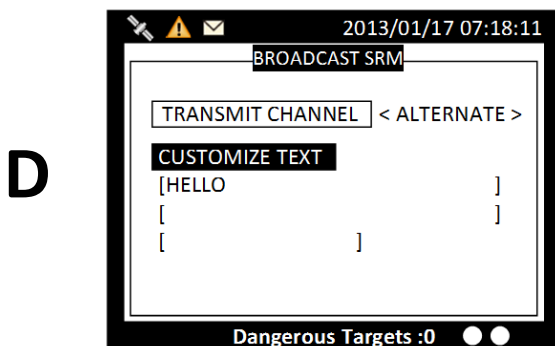 2013/01/17 07:18:11
BROADCAST SRM
TRANSMIT CHANNEL < ALTERNATE >
D
CUSTOMIZE TEXT
[HELLO ]
[ ]
[ ]
Dangerous Targets :0